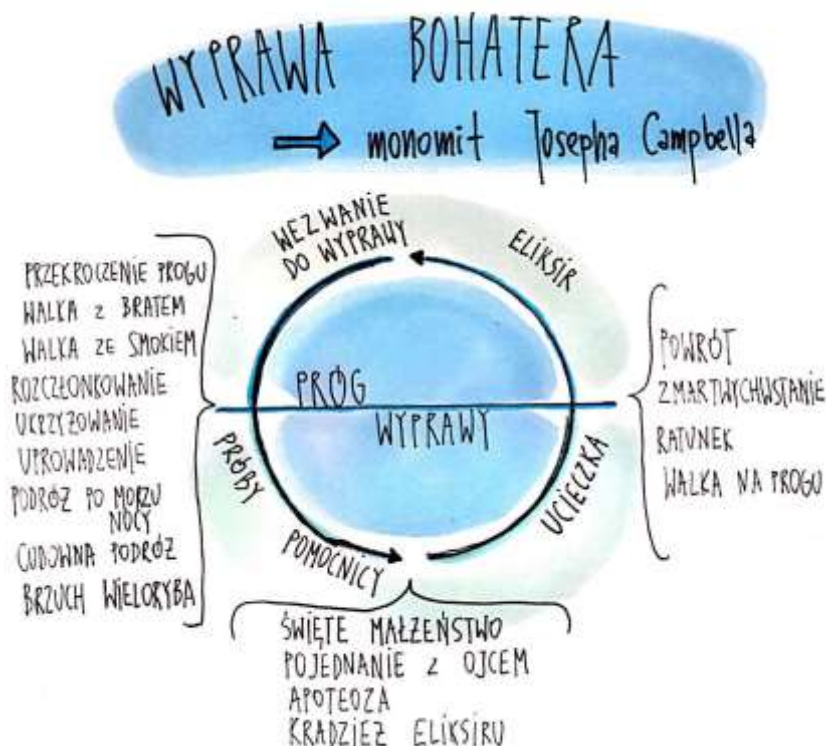 WYPRAWA BOHATERA
monomit Josepha Campbella
WEZWANIE
DO WYPRAWY
ELIKSIR
PRZEKROCZENIE PROGU
WALKA Z BRATEM
WALKA ZE SMOKIEM
ROZCZŁONKOWANIE
UKRZYŻOWANIE
UPROWADZENIE
PODRÓŻ PO MORZU
NOCY
CUDOWNA PODRÓŻ
BRZUCH WIELORYBA
PRÓG
WYPRAWY
PRÓBY
POMOCNICY
UCIECZKA
POWRÓT
ZMARTWYCHWSTANIE
RATUNEK
WALKA NA PROGU
ŚWIĘTE MAŁŻEŃSTWO
POJEDNANIE Z OJCEM
APOTEOZA
KRADZIEŻ ELIKSIRU